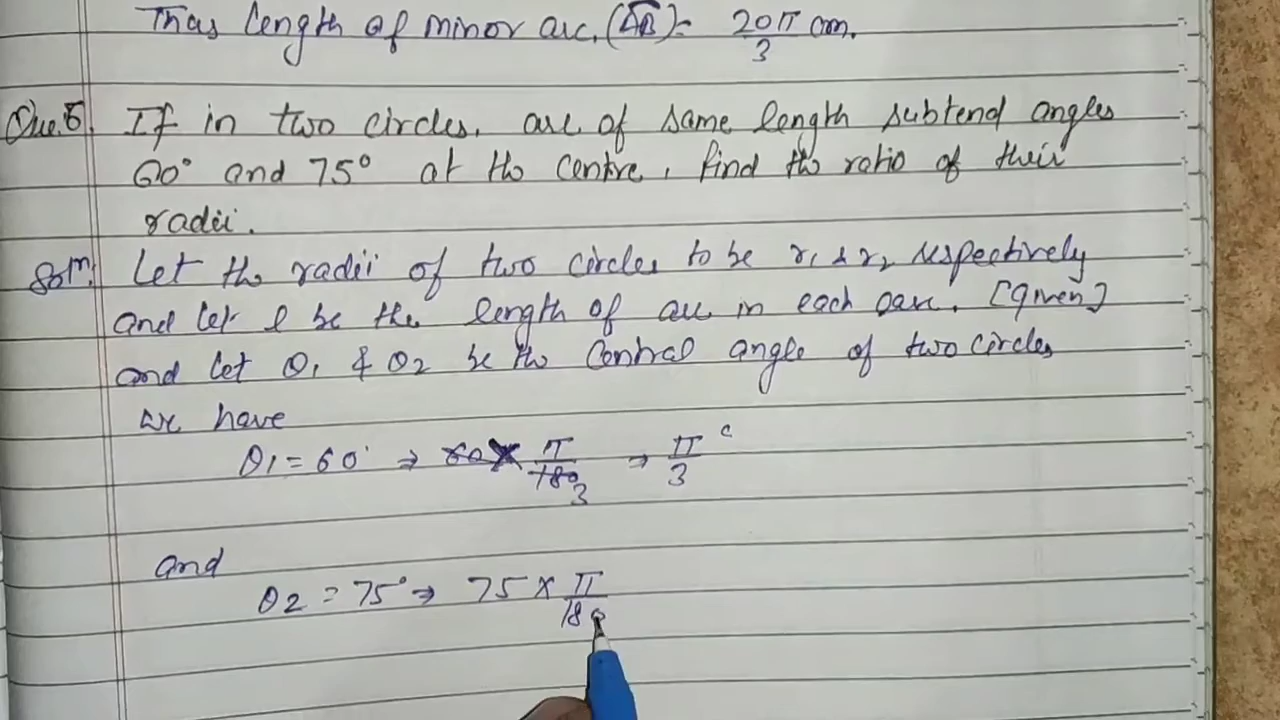 Thus length of minor arc. (AB) = 20π/3 cm.
Que.6. If in two circles, arc of same length subtend angles
60° and 75° at the centre, find the ratio of their
radii.
Soln: Let the radii of two circles to be r1 & r2 respectively
and let l be the length of arc in each case. [given]
and let θ1 & θ2 be the central angle of two circles
we have
θ1 = 60° ⇒ 60 × π/180 3 ⇒ π/3 c
and
θ2 = 75° ⇒ 75 × π/180